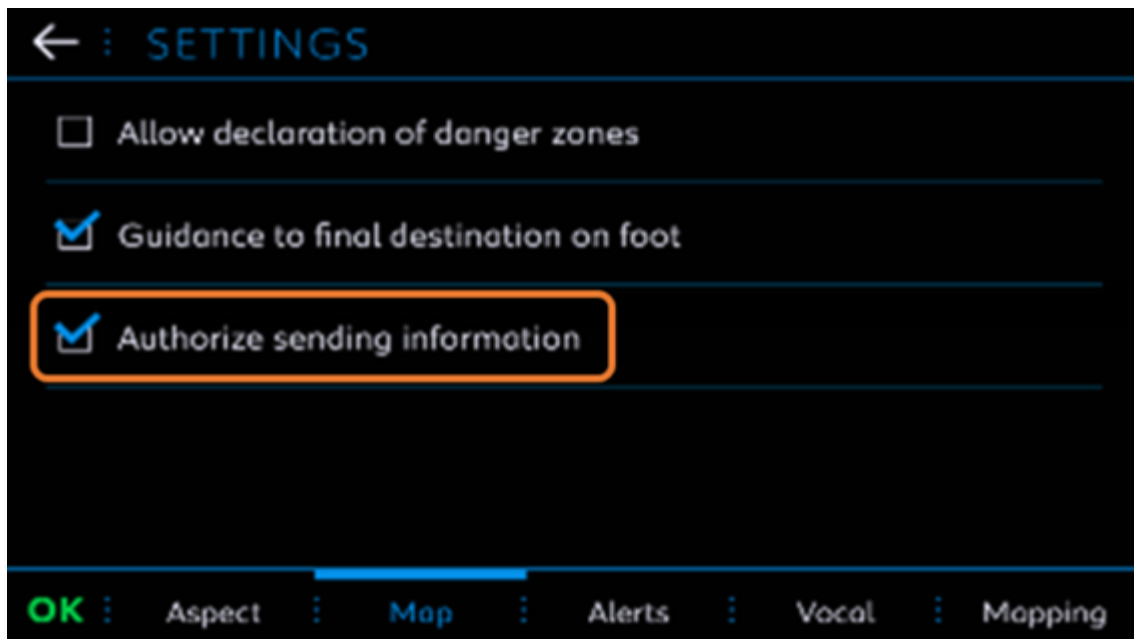 SETTINGS
Allow declaration of danger zones
Guidance to final destination on foot
Authorize sending information
OK Aspect Map Alerts Vocal Mapping